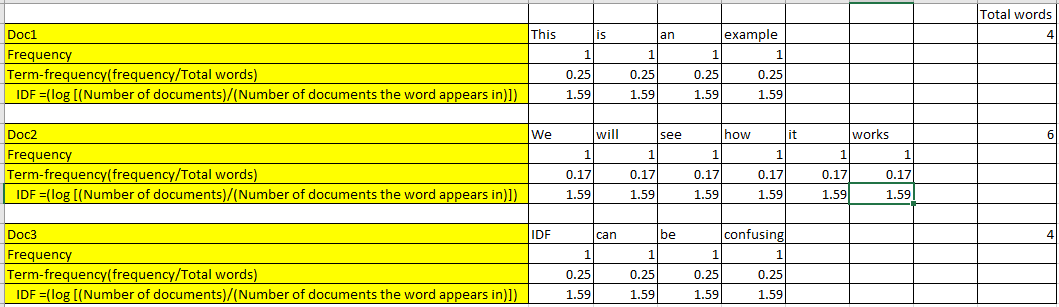 Total words
Doc1 This is an example 4
Frequency 1 1 1 1
Term-frequency(frequency/Total words) 0.25 0.25 0.25 0.25
IDF =(log [(Number of documents)/(Number of documents the word appears in)]) 1.59 1.59 1.59 1.59
Doc2 We will see how it works 6
Frequency 1 1 1 1 1 1
Term-frequency(frequency/Total words) 0.17 0.17 0.17 0.17 0.17 0.17
IDF =(log [(Number of documents)/(Number of documents the word appears in)]) 1.59 1.59 1.59 1.59 1.59 1.59
Doc3 IDF can be confusing 4
Frequency 1 1 1 1
Term-frequency(frequency/Total words) 0.25 0.25 0.25 0.25
IDF =(log [(Number of documents)/(Number of documents the word appears in)]) 1.59 1.59 1.59 1.59